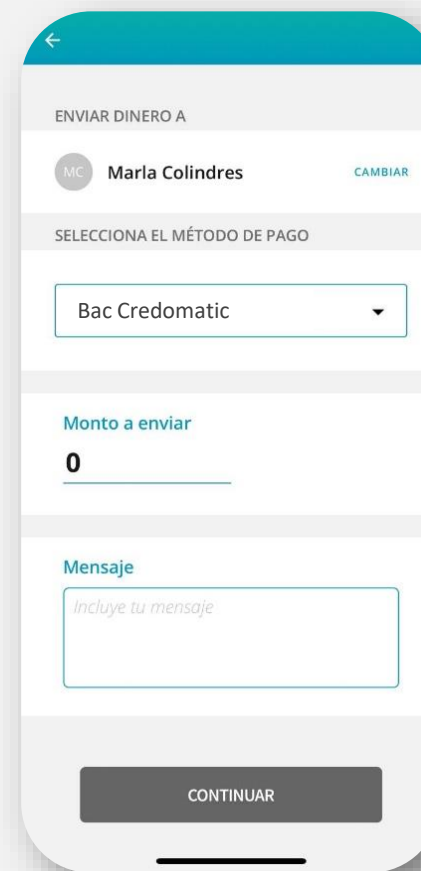 ENVIAR DINERO A
MC
Marla Colindres
CAMBIAR
SELECCIONA EL MÉTODO DE PAGO
Bac Credomatic
Monto a enviar
0
Mensaje
Incluye tu mensaje
CONTINUAR